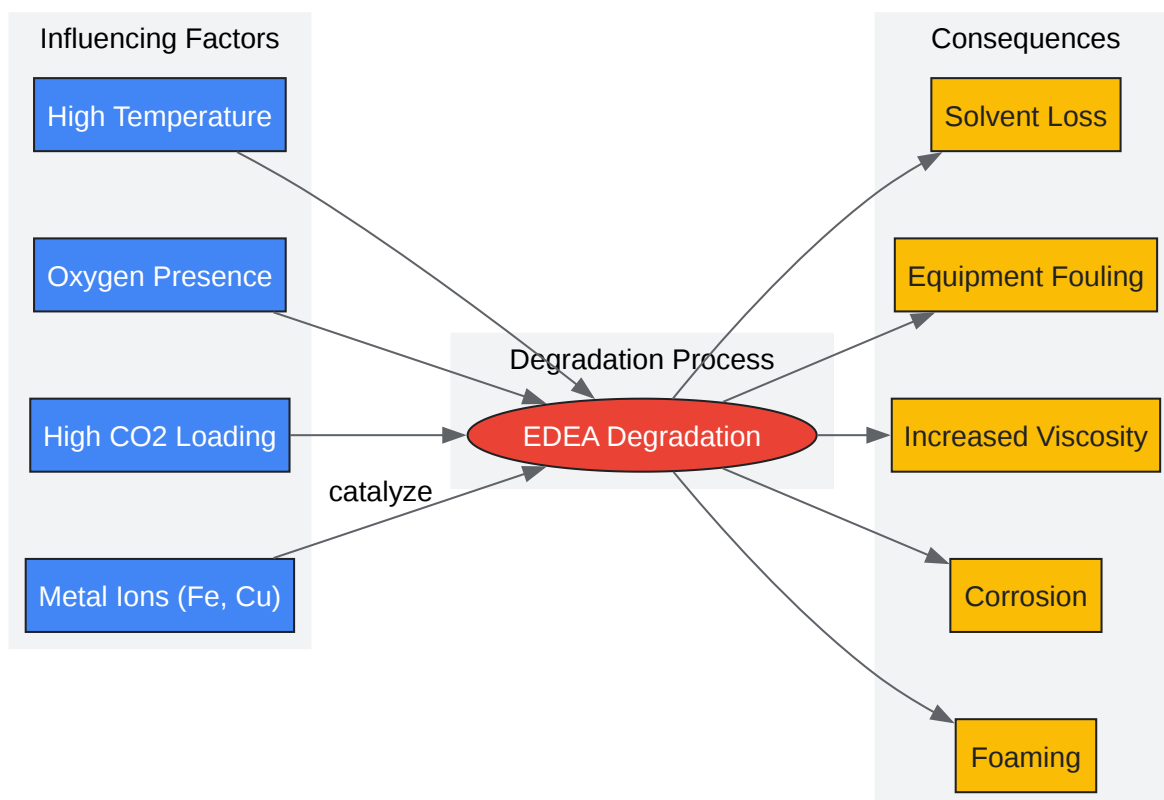 Influencing Factors
High Temperature
Oxygen Presence
High CO2 Loading
Metal Ions (Fe, Cu)
catalyze
Degradation Process
EDEA Degradation
Consequences
Solvent Loss
Equipment Fouling
Increased Viscosity
Corrosion
Foaming